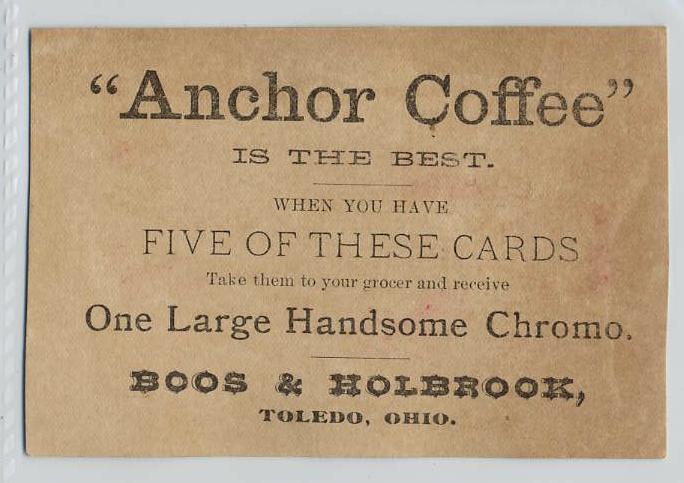 "Anchor Coffee"
IS THE BEST.
WHEN YOU HAVE
FIVE OF THESE CARDS
Take them to your grocer and receive
One Large Handsome Chromo.
BOOS & HOLBROOK,
TOLEDO, OHIO.